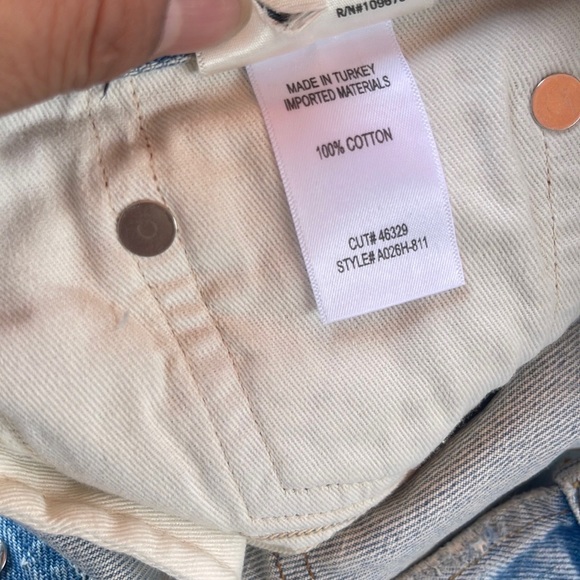 MADE IN TURKEY
IMPORTED MATERIALS
100% COTTON
CUT# 46329
STYLE# A026H-811